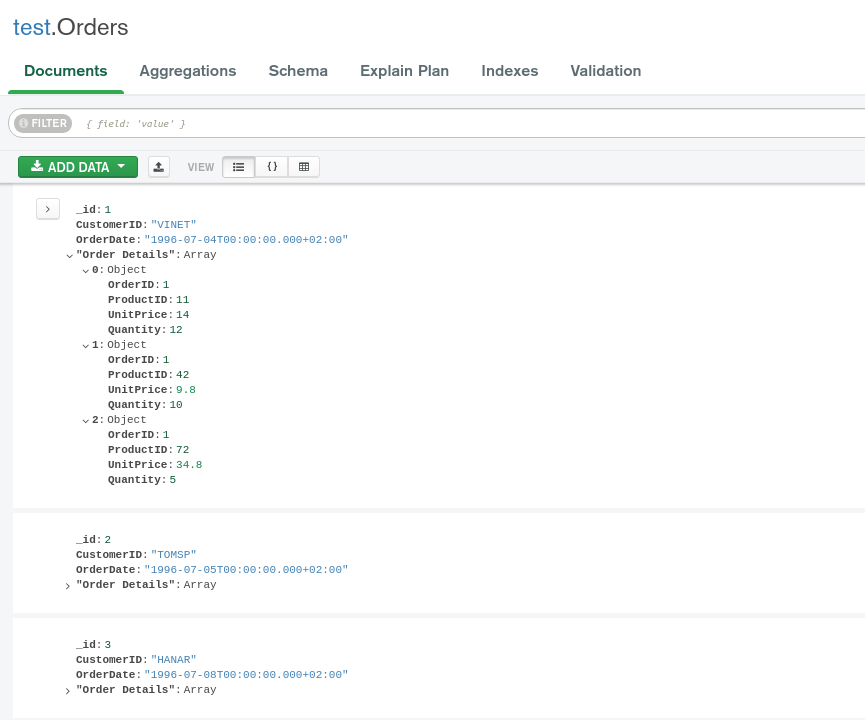 test.Orders
Documents Aggregations Schema Explain Plan Indexes Validation
FILTER { field: 'value' }
ADD DATA VIEW { }
_id: 1
CustomerID: "VINET"
OrderDate: "1996-07-04T00:00:00.000+02:00"
"Order Details": Array
0: Object
OrderID: 1
ProductID: 11
UnitPrice: 14
Quantity: 12
1: Object
OrderID: 1
ProductID: 42
UnitPrice: 9.8
Quantity: 10
2: Object
OrderID: 1
ProductID: 72
UnitPrice: 34.8
Quantity: 5
_id: 2
CustomerID: "TOMSP"
OrderDate: "1996-07-05T00:00:00.000+02:00"
"Order Details": Array
_id: 3
CustomerID: "HANAR"
OrderDate: "1996-07-08T00:00:00.000+02:00"
"Order Details": Array